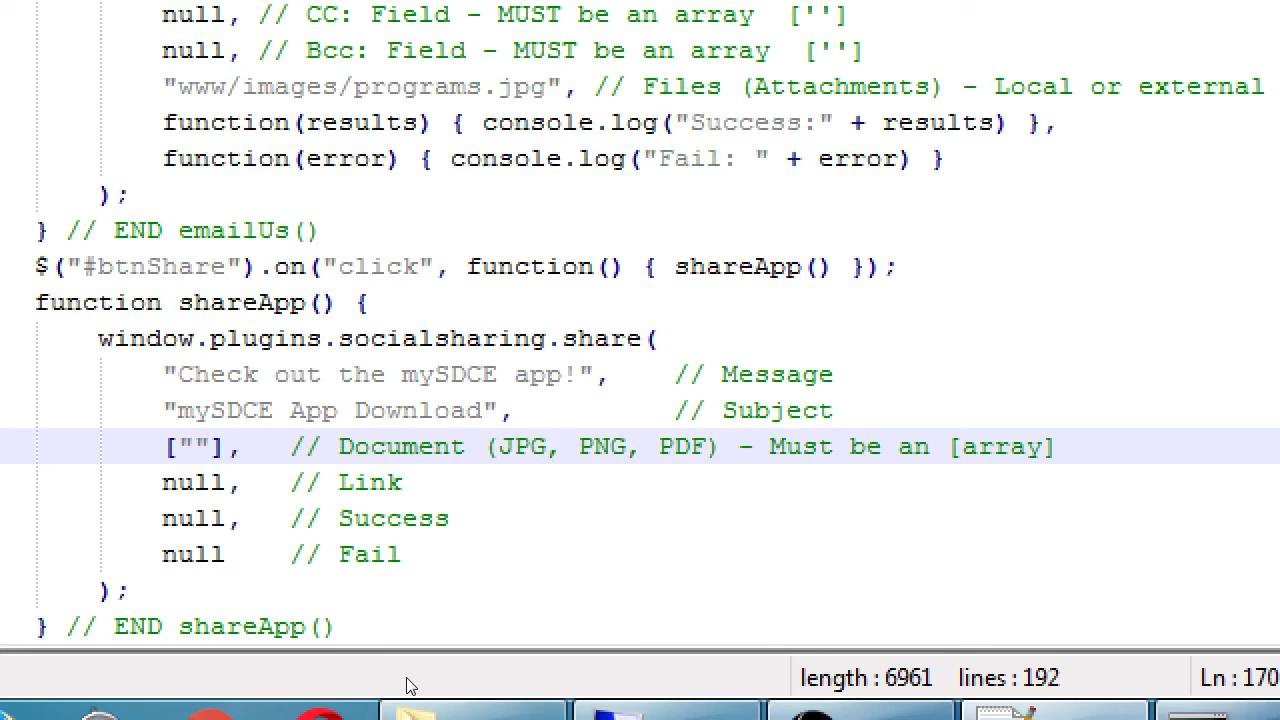 null, // CC: Field - MUST be an array ['']
null, // Bcc: Field - MUST be an array ['']
"www/images/programs.jpg", // Files (Attachments) - Local or external
function(results) { console.log("Success:" + results) },
function(error) { console.log("Fail: " + error) }
);
} // END emailUs()
$("#btnShare").on("click", function() { shareApp() });
function shareApp() {
window.plugins.socialsharing.share(
"Check out the mySDCE app!", // Message
"mySDCE App Download", // Subject
[""], // Document (JPG, PNG, PDF) - Must be an [array]
null, // Link
null, // Success
null // Fail
);
} // END shareApp()
length : 6961 lines : 192 Ln : 170